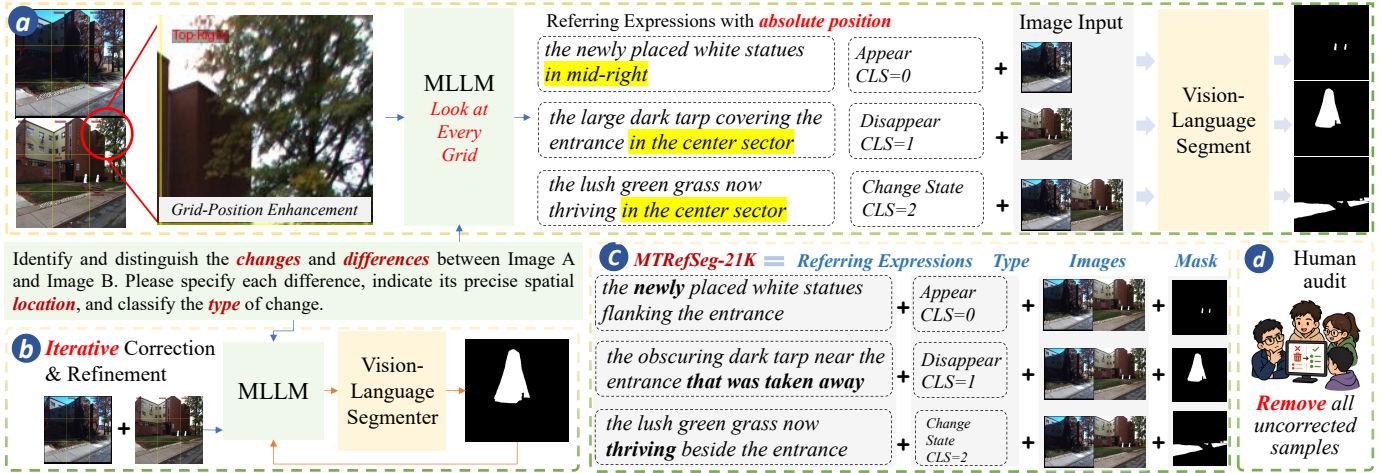 a
Top-Right
Grid-Position Enhancement
MLLM
Look at
Every
Grid
Referring Expressions with absolute position
the newly placed white statues
in mid-right
Appear
CLS=0
+
the large dark tarp covering the
entrance in the center sector
Disappear
CLS=1
+
the lush green grass now
thriving in the center sector
Change State
CLS=2
+
Image Input
Vision-
Language
Segment
Identify and distinguish the changes and differences between Image A
and Image B. Please specify each difference, indicate its precise spatial
location, and classify the type of change.
b
Iterative Correction
& Refinement
+
MLLM
Vision-
Language
Segmenter
c
MTRefSeg-21K = Referring Expressions Type Images Mask
the newly placed white statues
flanking the entrance
+
Appear
CLS=0
+
+
the obscuring dark tarp near the
entrance that was taken away
+
Disappear
CLS=1
+
+
the lush green grass now
thriving beside the entrance
+
Change
State
CLS=2
+
+
d
Human
audit
Remove all
uncorrected
samples